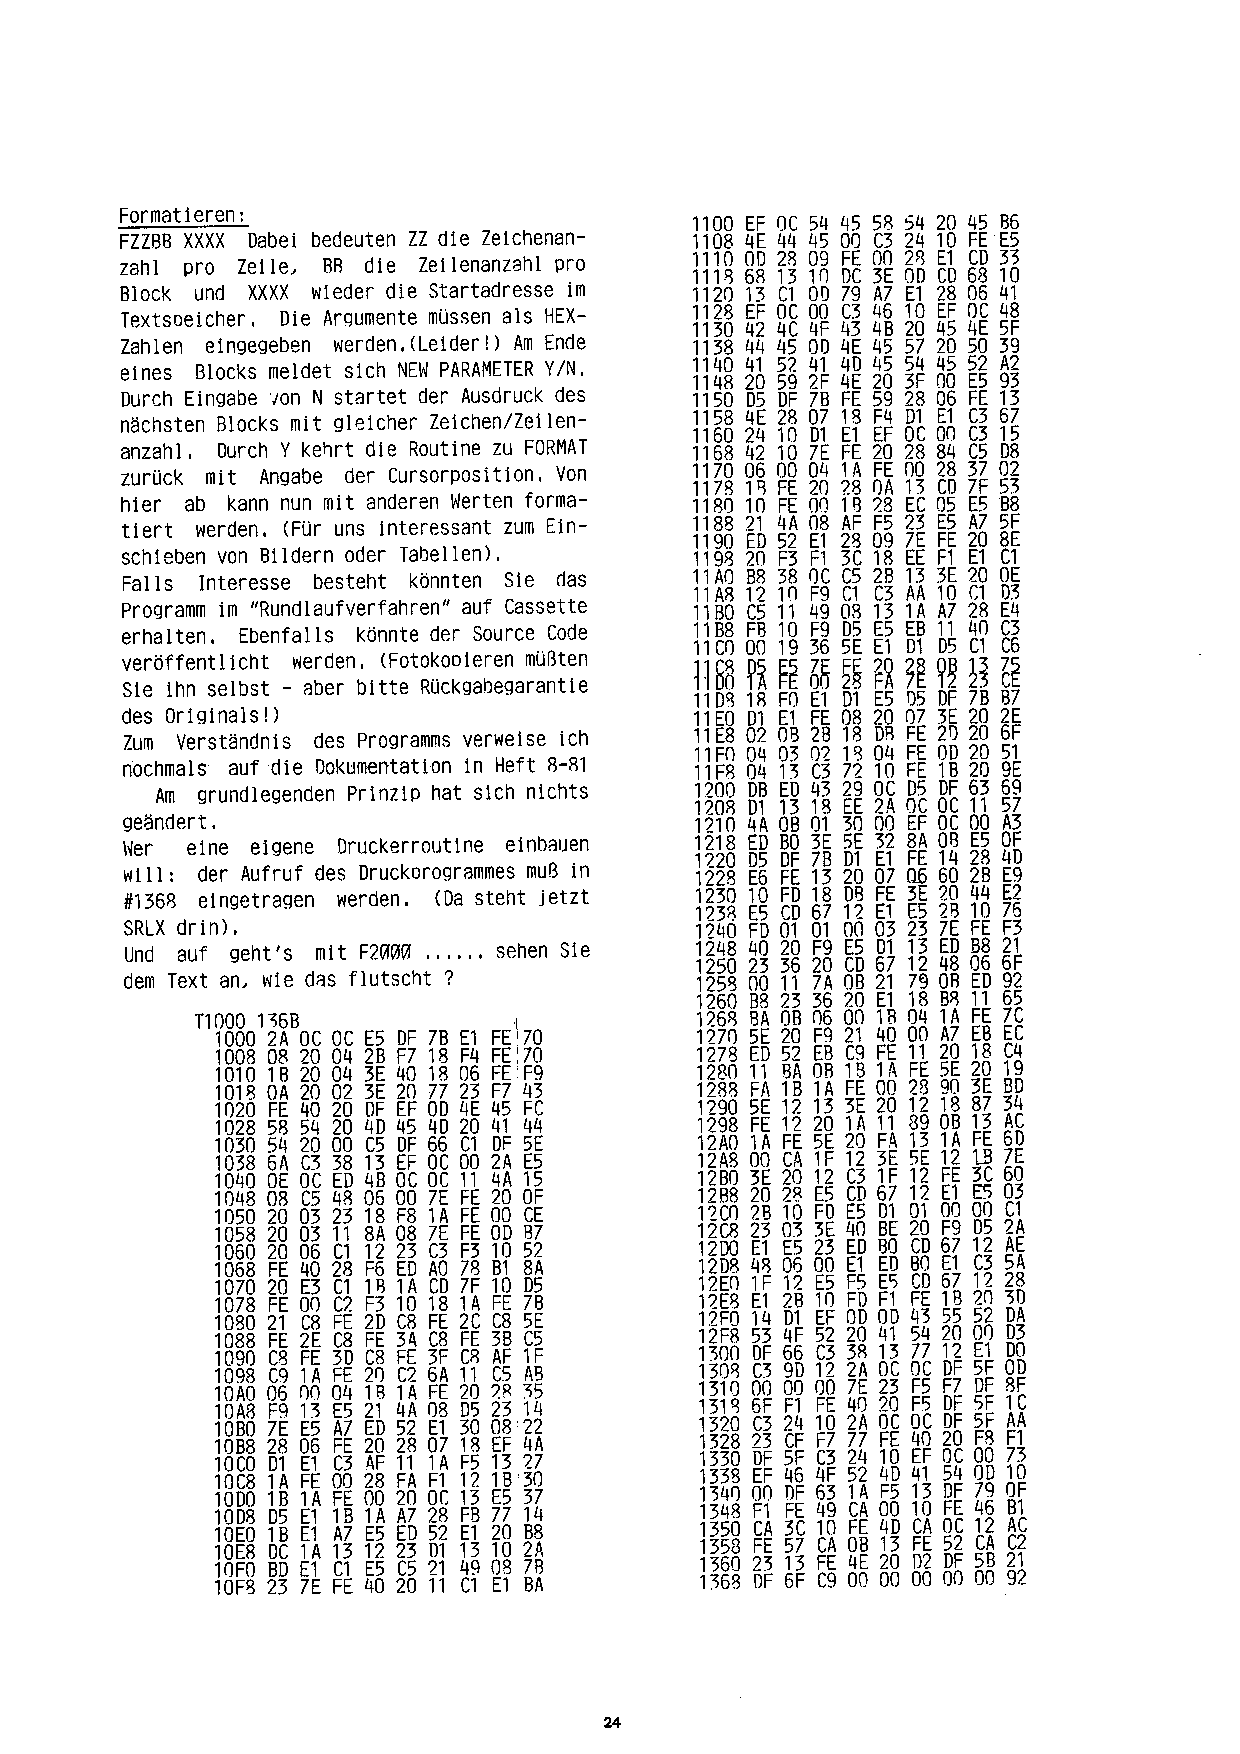 Formatieren:
FZZBB XXXX Dabei bedeuten ZZ die Zeichenan-
zahl pro Zeile, BB die Zeilenanzahl pro
Block und XXXX wieder die Startadresse im
Textspeicher. Die Argumente müssen als HEX-
Zahlen eingegeben werden.(Leider!) Am Ende
eines Blocks meldet sich NEW PARAMETER Y/N.
Durch Eingabe von N startet der Ausdruck des
nächsten Blocks mit gleicher Zeichen/Zeilen-
anzahl. Durch Y kehrt die Routine zu FORMAT
zurück mit Angabe der Cursorposition. Von
hier ab kann nun mit anderen Werten forma-
tiert werden. (Für uns interessant zum Ein-
schieben von Bildern oder Tabellen).
Falls Interesse besteht könnten Sie das
Programm im "Rundlaufverfahren" auf Cassette
erhalten. Ebenfalls könnte der Source Code
veröffentlicht werden. (Fotokopieren müßten
Sie ihn selbst - aber bitte Rückgabegarantie
des Originals!)
Zum Verständnis des Programms verweise ich
nochmals auf die Dokumentation in Heft 8-81
Am grundlegenden Prinzip hat sich nichts
geändert.
Wer eine eigene Druckerroutine einbauen
will: der Aufruf des Druckprogrammes muß in
#1368 eingetragen werden. (Da steht jetzt
SRLX drin).
Und auf geht's mit F2000 ...... sehen Sie
dem Text an, wie das flutscht ?
T1000 136B
1000 2A 0C 0C E5 DF 7B E1 FE 70
1008 08 20 04 2B F7 18 F4 FE 70
1010 1B 20 04 3E 40 18 06 FE F9
1018 0A 20 02 3E 20 77 23 F7 43
1020 FE 40 20 DF EF 0D 4E 45 FC
1028 58 54 20 4D 45 4D 20 41 44
1030 54 20 00 C5 DF 66 C1 DF 5E
1038 6A C3 38 13 EF 0C 00 2A E5
1040 0E 0C ED 4B 0C 0C 11 4A 15
1048 08 C5 48 06 00 7E FE 20 0F
1050 20 03 23 18 F8 1A FE 00 CE
1058 20 03 11 8A 08 7E FE 0D B7
1060 20 06 C1 12 23 C3 F3 10 52
1068 FE 40 28 F6 ED A0 78 B1 8A
1070 20 E3 C1 1B 1A CD 7F 10 D5
1078 FE 00 C2 F3 10 18 1A FE 7B
1080 21 C8 FE 2D C8 FE 2C C8 5E
1088 FE 2E C8 FE 3A C8 FE 3B C5
1090 C8 FE 3D C8 FE 3F C8 AF 1F
1098 C9 1A FE 20 C2 6A 11 C5 AB
10A0 06 00 04 1B 1A FE 20 28 35
10A8 F9 13 E5 21 4A 08 D5 23 14
10B0 7E E5 A7 ED 52 E1 30 08 22
10B8 28 06 FE 20 28 07 18 EF 4A
10C0 D1 E1 C3 AF 11 1A F5 13 27
10C8 1A FE 00 28 FA F1 12 1B 30
10D0 1B 1A FE 00 20 0C 13 E5 37
10D8 D5 E1 1B 1A A7 28 FB 77 14
10E0 1B E1 A7 E5 ED 52 E1 20 B8
10E8 DC 1A 13 12 23 D1 13 10 2A
10F0 BD E1 C1 E5 C5 21 49 08 7B
10F8 23 7E FE 40 20 11 C1 E1 BA
1100 EF 0C 54 45 58 54 20 45 B6
1108 4E 44 45 00 C3 24 10 FE E5
1110 0D 28 09 FE 00 28 E1 CD 33
1118 68 13 10 DC 3E 0D CD 68 10
1120 13 C1 0D 79 A7 E1 28 06 41
1128 EF 0C 00 C3 46 10 EF 0C 48
1130 42 4C 4F 43 4B 20 45 4E 5F
1138 44 45 0D 4E 45 57 20 50 39
1140 41 52 41 4D 45 54 45 52 A2
1148 20 59 2F 4E 20 3F 00 E5 93
1150 D5 DF 7B FE 59 28 06 FE 13
1158 4E 28 07 18 F4 D1 E1 C3 67
1160 24 10 D1 E1 EF 0C 00 C3 15
1168 42 10 7E FE 20 28 84 C5 D8
1170 06 00 04 1A FE 00 28 37 02
1178 1B FE 20 28 0A 13 CD 7F 53
1180 10 FE 00 1B 28 EC 05 E5 B8
1188 21 4A 08 AF F5 23 E5 A7 5F
1190 ED 52 E1 28 09 7E FE 20 8E
1198 20 F3 F1 3C 18 EE F1 E1 C1
11A0 B8 38 0C C5 2B 13 3E 20 0E
11A8 12 10 F9 C1 C3 AA 10 C1 D3
11B0 C5 11 49 08 13 1A A7 28 E4
11B8 FB 10 F9 D5 E5 EB 11 40 C3
11C0 00 19 36 5E E1 D1 D5 C1 C6
11C8 D5 E5 7E FE 20 28 0B 13 75
11D0 1A FE 00 28 FA 7E 12 23 CE
11D8 18 F0 E1 D1 E5 D5 DF 7B B7
11E0 D1 E1 FE 08 20 07 3E 20 2E
11E8 02 0B 2B 18 DB FE 20 20 6F
11F0 04 03 02 18 04 FE 0D 20 51
11F8 04 13 C3 72 10 FE 1B 20 9E
1200 DB ED 43 29 0C D5 DF 63 69
1208 D1 13 18 EE 2A 0C 0C 11 57
1210 4A 0B 01 30 00 EF 0C 00 A3
1218 ED B0 3E 5E 32 8A 0B E5 0F
1220 D5 DF 7B D1 E1 FE 14 28 4D
1228 E6 FE 13 20 07 06 60 2B E9
1230 10 FD 18 DB FE 3E 20 44 E2
1238 E5 CD 67 12 E1 E5 2B 10 76
1240 FD 01 01 00 03 23 7E FE F3
1248 40 20 F9 E5 D1 13 ED B8 21
1250 23 36 20 CD 67 12 48 06 6F
1258 00 11 7A 0B 21 79 0B ED 92
1260 B8 23 36 20 E1 18 B8 11 65
1268 BA 0B 06 00 1B 04 1A FE 7C
1270 5E 20 F9 21 40 00 A7 EB EC
1278 ED 52 EB C9 FE 11 20 18 C4
1280 11 BA 0B 1B 1A FE 5E 20 19
1288 FA 1B 1A FE 00 28 90 3E BD
1290 5E 12 13 3E 20 12 18 87 34
1298 FE 12 20 1A 11 89 0B 13 AC
12A0 1A FE 5E 20 FA 13 1A FE 6D
12A8 00 CA 1F 12 3E 5E 12 1B 7E
12B0 3E 20 12 C3 1F 12 FE 3C 60
12B8 20 28 E5 CD 67 12 E1 E5 03
12C0 2B 10 FD E5 D1 01 00 00 C1
12C8 23 03 3E 40 BE 20 F9 D5 2A
12D0 E1 E5 23 ED B0 CD 67 12 AE
12D8 48 06 00 E1 ED B0 E1 C3 5A
12E0 1F 12 E5 F5 E5 CD 67 12 28
12E8 E1 2B 10 FD F1 FE 1B 20 3D
12F0 14 D1 EF 0D 0D 43 55 52 DA
12F8 53 4F 52 20 41 54 20 00 D3
1300 DF 66 C3 38 13 77 12 E1 D0
1308 C3 9D 12 2A 0C 0C DF 5F 0D
1310 00 00 00 7E 23 F5 F7 DF 8F
1318 6F F1 FE 40 20 F5 DF 5F 1C
1320 C3 24 10 2A 0C 0C DF 5F AA
1328 23 CF F7 77 FE 40 20 F8 F1
1330 DF 5F C3 24 10 EF 0C 00 73
1338 EF 46 4F 52 4D 41 54 0D 10
1340 00 DF 63 1A F5 13 DF 79 0F
1348 F1 FE 49 CA 00 10 FE 46 B1
1350 CA 3C 10 FE 4D CA 0C 12 AC
1358 FE 57 CA 0B 13 FE 52 CA C2
1360 23 13 FE 4E 20 D2 DF 5B 21
1368 DF 6F C9 00 00 00 00 00 92
24